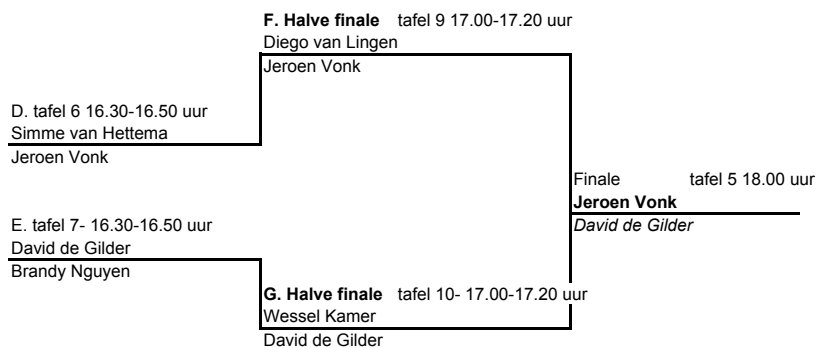 F. Halve finale tafel 9 17.00-17.20 uur
Diego van Lingen
Jeroen Vonk
D. tafel 6 16.30-16.50 uur
Simme van Hettema
Jeroen Vonk
Finale tafel 5 18.00 uur
Jeroen Vonk
David de Gilder
E. tafel 7- 16.30-16.50 uur
David de Gilder
Brandy Nguyen
G. Halve finale tafel 10- 17.00-17.20 uur
Wessel Kamer
David de Gilder